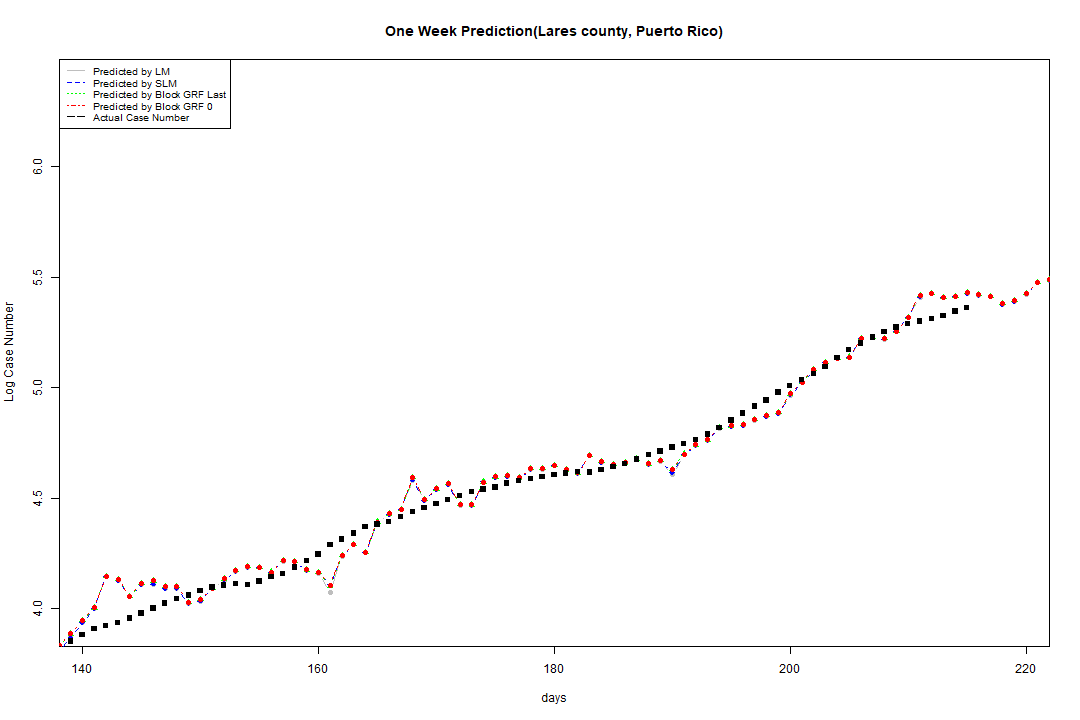 One Week Prediction(Lares county, Puerto Rico)
Predicted by LM
Predicted by SLM
Predicted by Block GRF Last
Predicted by Block GRF 0
Actual Case Number
6.0
5.5
5.0
4.5
4.0
Log Case Number
140 160 180 200 220
days